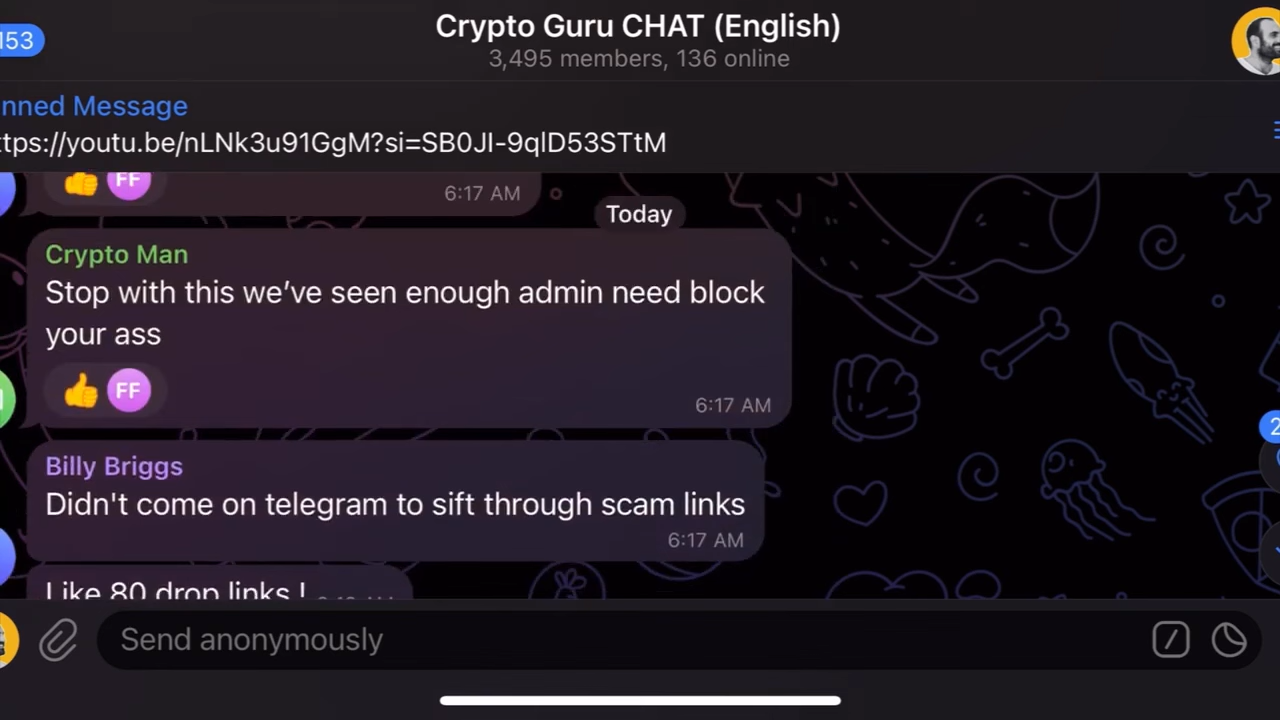 153
Crypto Guru CHAT (English)
3,495 members, 136 online
nned Message
ttps://youtu.be/nLNk3u91GgM?si=SB0JI-9qlD53STtM
FF
6:17 AM
Today
Crypto Man
Stop with this we've seen enough admin need block
your ass
FF
6:17 AM
Billy Briggs
Didn't come on telegram to sift through scam links
6:17 AM
2
Like 80 drop links !
Send anonymously